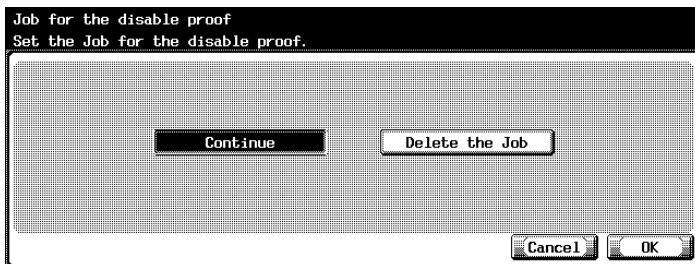 Job for the disable proof
Set the Job for the disable proof.
Continue Delete the Job
Cancel OK